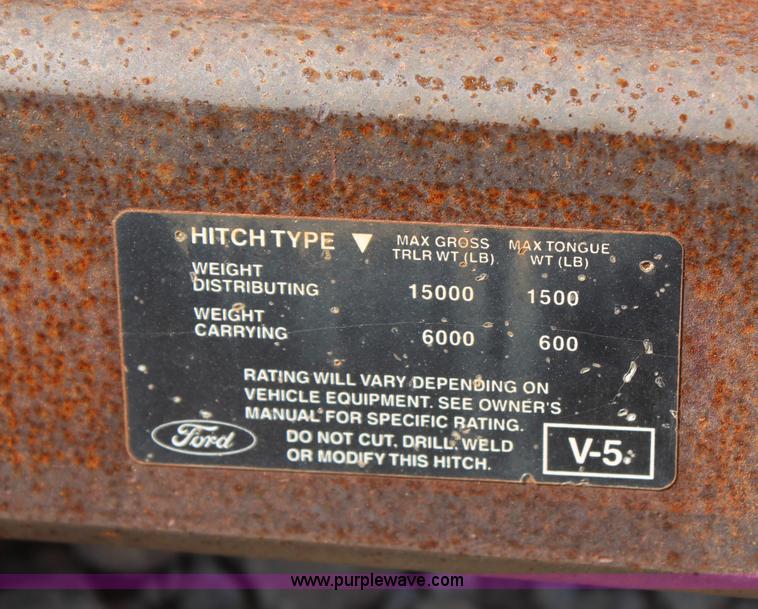 HITCH TYPE ▼ MAX GROSS TRLR WT (LB) MAX TONGUE WT (LB)
WEIGHT
DISTRIBUTING 15000 1500
WEIGHT
CARRYING 6000 600
RATING WILL VARY DEPENDING ON
VEHICLE EQUIPMENT. SEE OWNER'S
MANUAL FOR SPECIFIC RATING.
DO NOT CUT, DRILL, WELD
OR MODIFY THIS HITCH.
Ford
V-5
www.purplewave.com